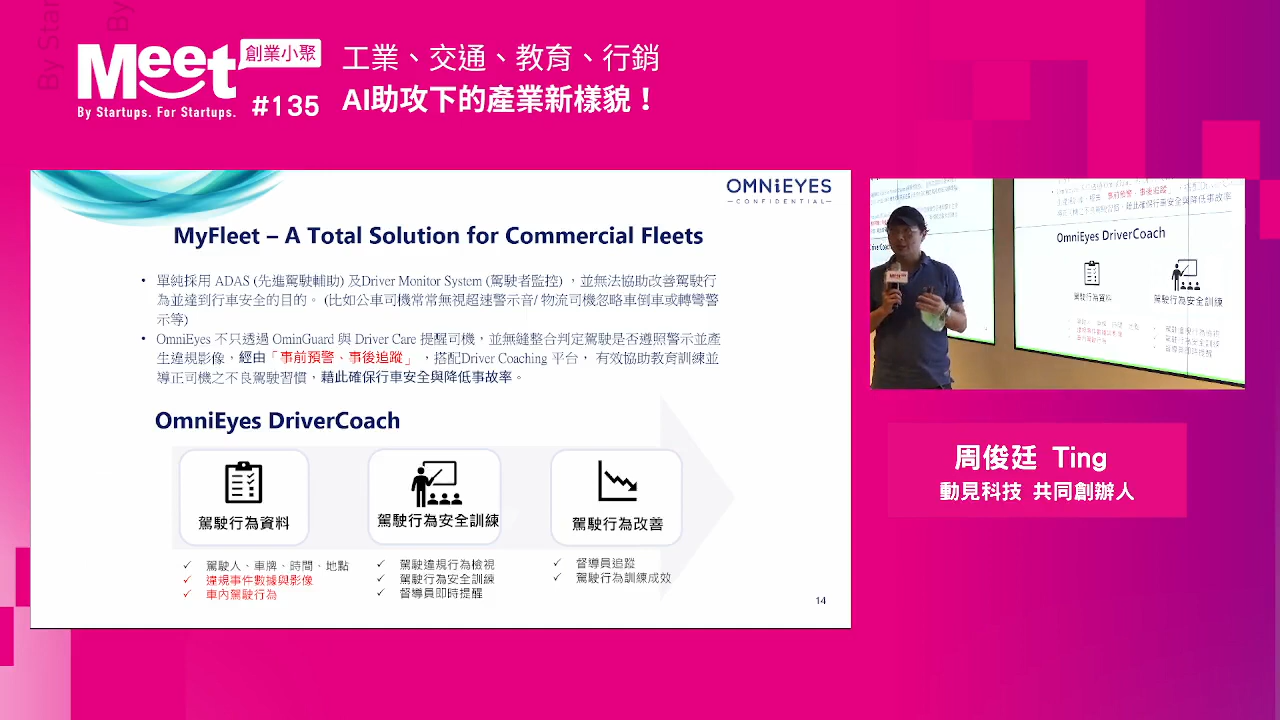 By Star
By
Meet
創業小聚
By Startups. For Startups.
#135
工業、交通、教育、行銷
AI助攻下的產業新樣貌！
OMNiEYES
—CONFIDENTIAL—
MyFleet – A Total Solution for Commercial Fleets
• 單純採用 ADAS (先進駕駛輔助) 及Driver Monitor System (駕駛者監控) ，並無法協助改善駕駛行
為並達到行車安全的目的。 (比如公車司機常常無視超速警示音/ 物流司機忽略車倒車或轉彎警
示等)
• OmniEyes 不只透過 OminGuard 與 Driver Care 提醒司機，並無縫整合判定駕駛是否遵照警示並產
生違規影像，經由「事前預警、事後追蹤」 ，搭配Driver Coaching 平台， 有效協助教育訓練並
導正司機之不良駕駛習慣，藉此確保行車安全與降低事故率。
OmniEyes DriverCoach
駕駛行為資料
駕駛行為安全訓練
駕駛行為改善
✓ 駕駛人、車牌、時間、地點
✓ 違規事件數據與影像
✓ 車內駕駛行為
✓ 駕駛違規行為檢視
✓ 駕駛行為安全訓練
✓ 督導員即時提醒
✓ 督導員追蹤
✓ 駕駛行為訓練成效
14
OmniEyes DriverCoach
駕駛行為資料
駕駛行為安全訓練
周俊廷 Ting
動見科技 共同創辦人